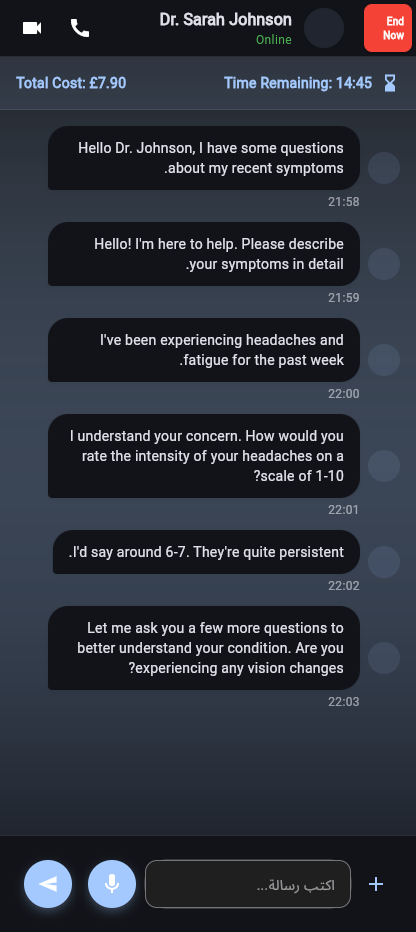 Dr. Sarah Johnson
Online
End
Now
Total Cost: £7.90
Time Remaining: 14:45
Hello Dr. Johnson, I have some questions
.about my recent symptoms
21:58
Hello! I'm here to help. Please describe
.your symptoms in detail
21:59
I've been experiencing headaches and
.fatigue for the past week
22:00
I understand your concern. How would you
rate the intensity of your headaches on a
?scale of 1-10
22:01
.I'd say around 6-7. They're quite persistent
22:02
Let me ask you a few more questions to
better understand your condition. Are you
?experiencing any vision changes
22:03
اكتب رسالة...